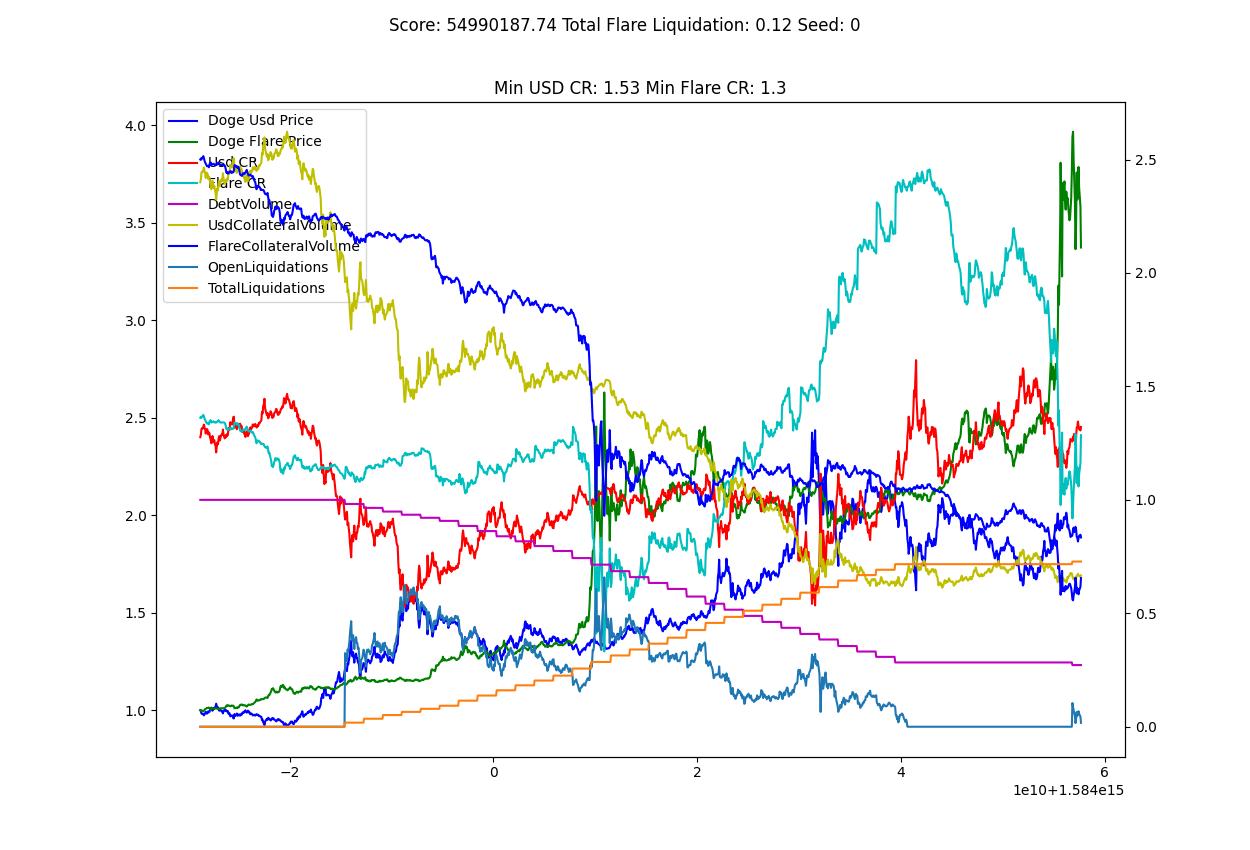 Score: 54990187.74 Total Flare Liquidation: 0.12 Seed: 0
Min USD CR: 1.53 Min Flare CR: 1.3
Doge Usd Price
Doge Flare Price
Usd CR
Flare CR
DebtVolume
UsdCollateralVolume
FlareCollateralVolume
OpenLiquidations
TotalLiquidations
4.0
3.5
3.0
2.5
2.0
1.5
1.0
2.5
2.0
1.5
1.0
0.5
0.0
−2
0
2
4
6
1e10+1.584e15